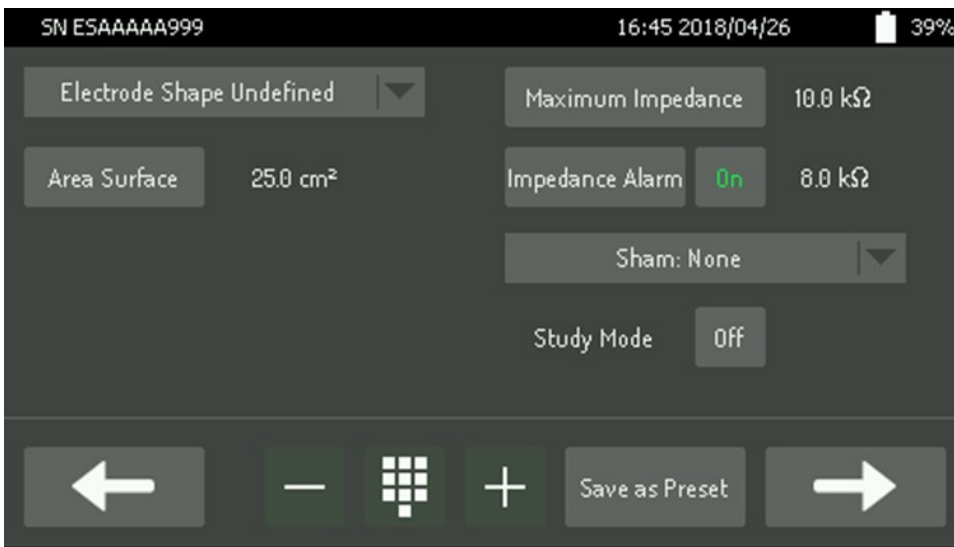 SN ESAAAAA999 16:45 2018/04/26 39%
Electrode Shape Undefined
Maximum Impedance 10.0 kΩ
Area Surface 25.0 cm²
Impedance Alarm On 8.0 kΩ
Sham: None
Study Mode Off
Save as Preset